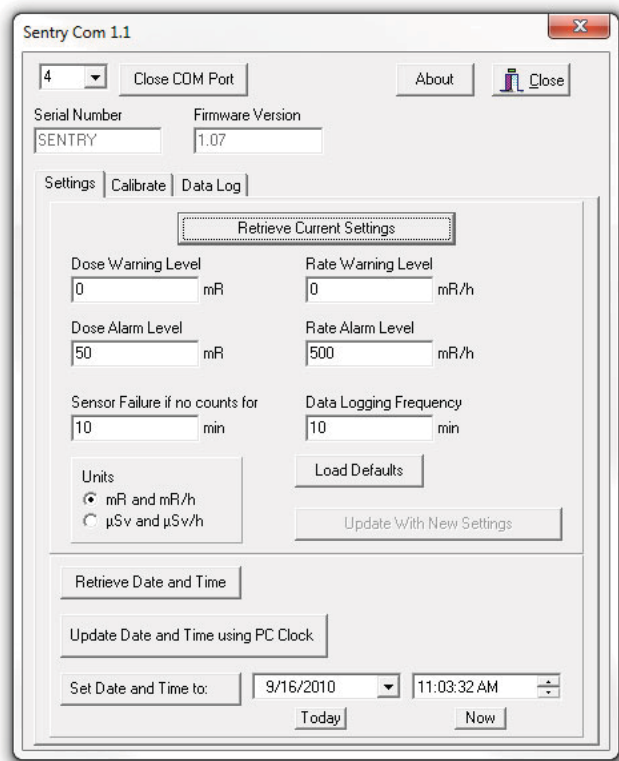 Sentry Com 1.1
4 Close COM Port About Close
Serial Number Firmware Version
SENTRY 1.07
Settings Calibrate Data Log
Retrieve Current Settings
Dose Warning Level Rate Warning Level
0 mR 0 mR/h
Dose Alarm Level Rate Alarm Level
50 mR 500 mR/h
Sensor Failure if no counts for Data Logging Frequency
10 min 10 min
Units Load Defaults
mR and mR/h
µSv and µSv/h Update With New Settings
Retrieve Date and Time
Update Date and Time using PC Clock
Set Date and Time to: 9/16/2010 11:03:32 AM
Today Now